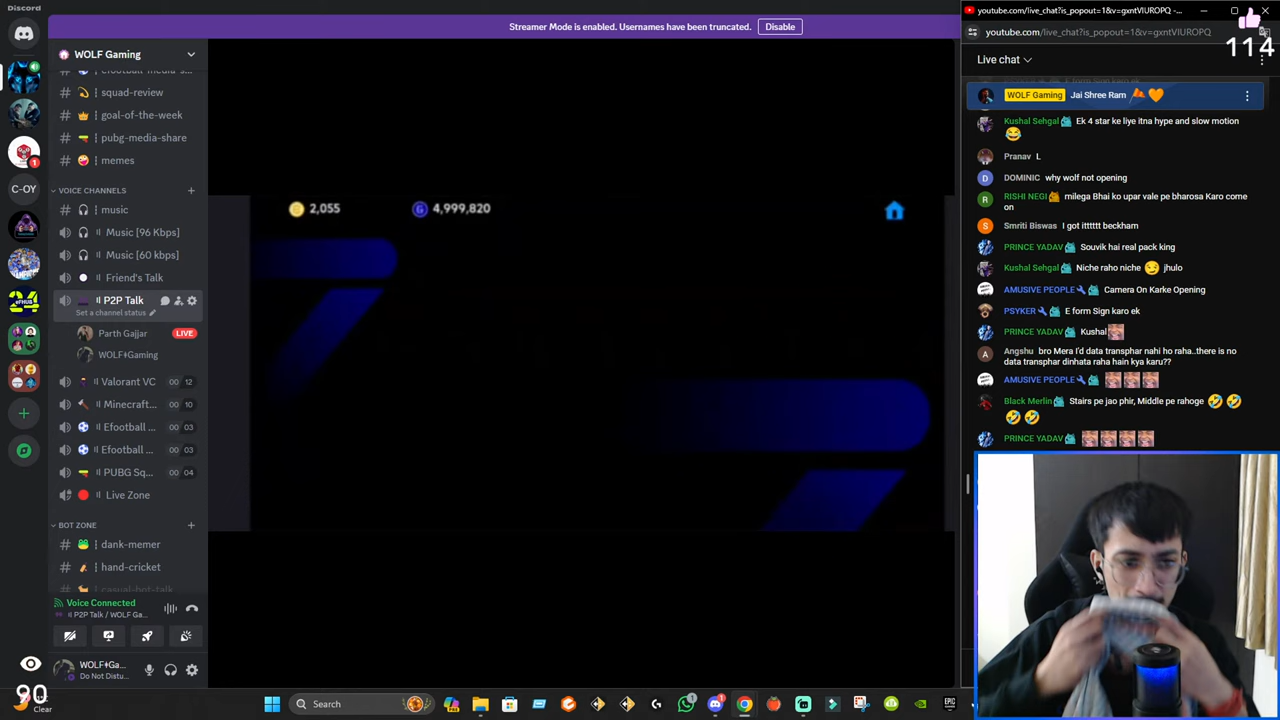 Discord
Streamer Mode is enabled. Usernames have been truncated.
Disable
WOLF Gaming
squad-review
goal-of-the-week
pubg-media-share
memes
VOICE CHANNELS
music
Music [96 Kbps]
Music [60 kbps]
Friend's Talk
P2P Talk
Set a channel status
Parth Gajjar
LIVE
WOLF♦Gaming
Valorant VC
00 12
Minecraft...
00 10
Efootball ...
00 03
Efootball ...
00 03
PUBG Sq...
00 04
Live Zone
BOT ZONE
dank-memer
hand-cricket
casual-bot-talk
Voice Connected
P2P Talk / WOLF Ga...
WOLF♦Ga...
Do Not Distu...
C-OY
1
90
Clear
2,055
4,999,820
Search
1
1
youtube.com/live_chat?is_popout=1&v=gxntVIUROPQ -...
youtube.com/live_chat?is_popout=1&v=gxntVIUROPQ
114
Live chat
WOLF Gaming Jai Shree Ram
Kushal Sehgal Ek 4 star ke liye itna hype and slow motion
Pranav L
DOMINIC why wolf not opening
RISHI NEGI milega Bhai ko upar vale pe bharosa Karo come
on
Smriti Biswas I got itttttt beckham
PRINCE YADAV Souvik hai real pack king
Kushal Sehgal Niche raho niche 😏 jhulo
AMUSIVE PEOPLE Camera On Karke Opening
PSYKER E form Sign karo ek
PRINCE YADAV Kushal
Angshu bro Mera I'd data transphar nahi ho raha..there is no
data transphar dinhata raha hain kya karu??
AMUSIVE PEOPLE
Black Merlin Stairs pe jao phir, Middle pe rahoge 🤣 🤣
🤣 🤣
PRINCE YADAV